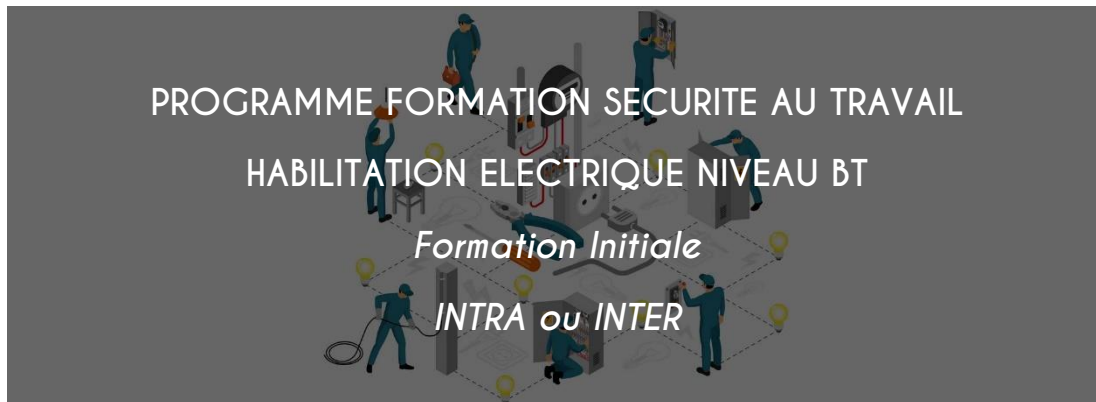 PROGRAMME FORMATION SECURITE AU TRAVAIL
HABILITATION ELECTRIQUE NIVEAU BT
Formation Initiale
INTRA ou INTER